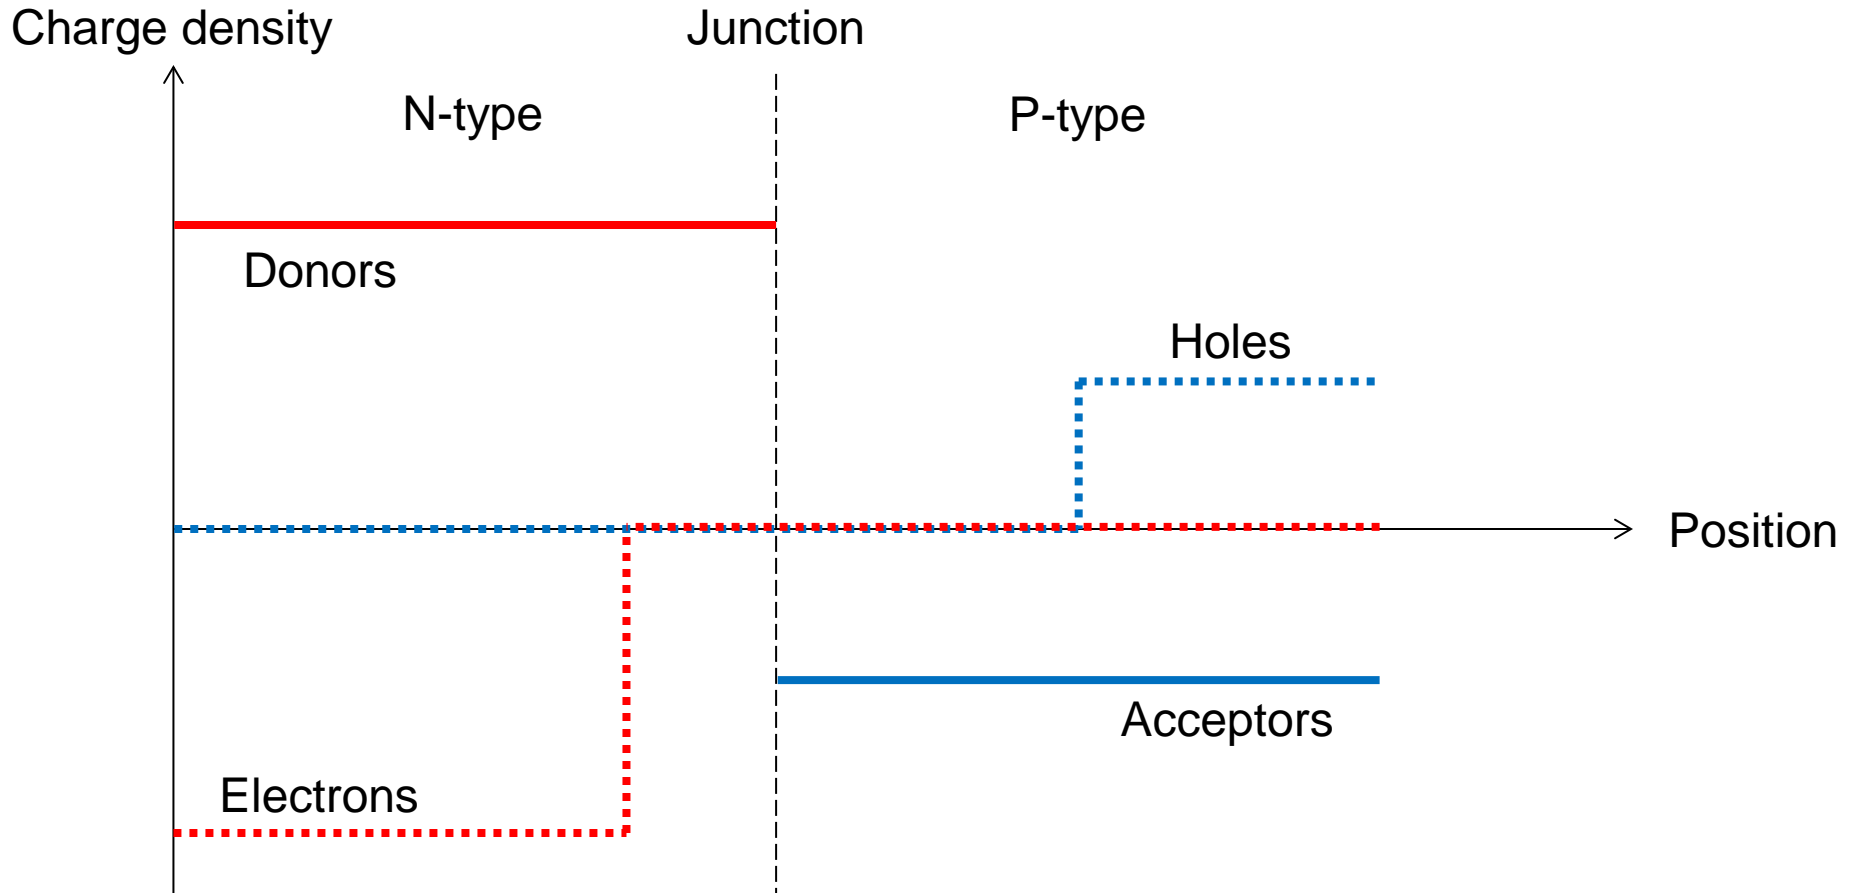 Charge density
Junction
N-type
P-type
Donors
Holes
Position
Acceptors
Electrons